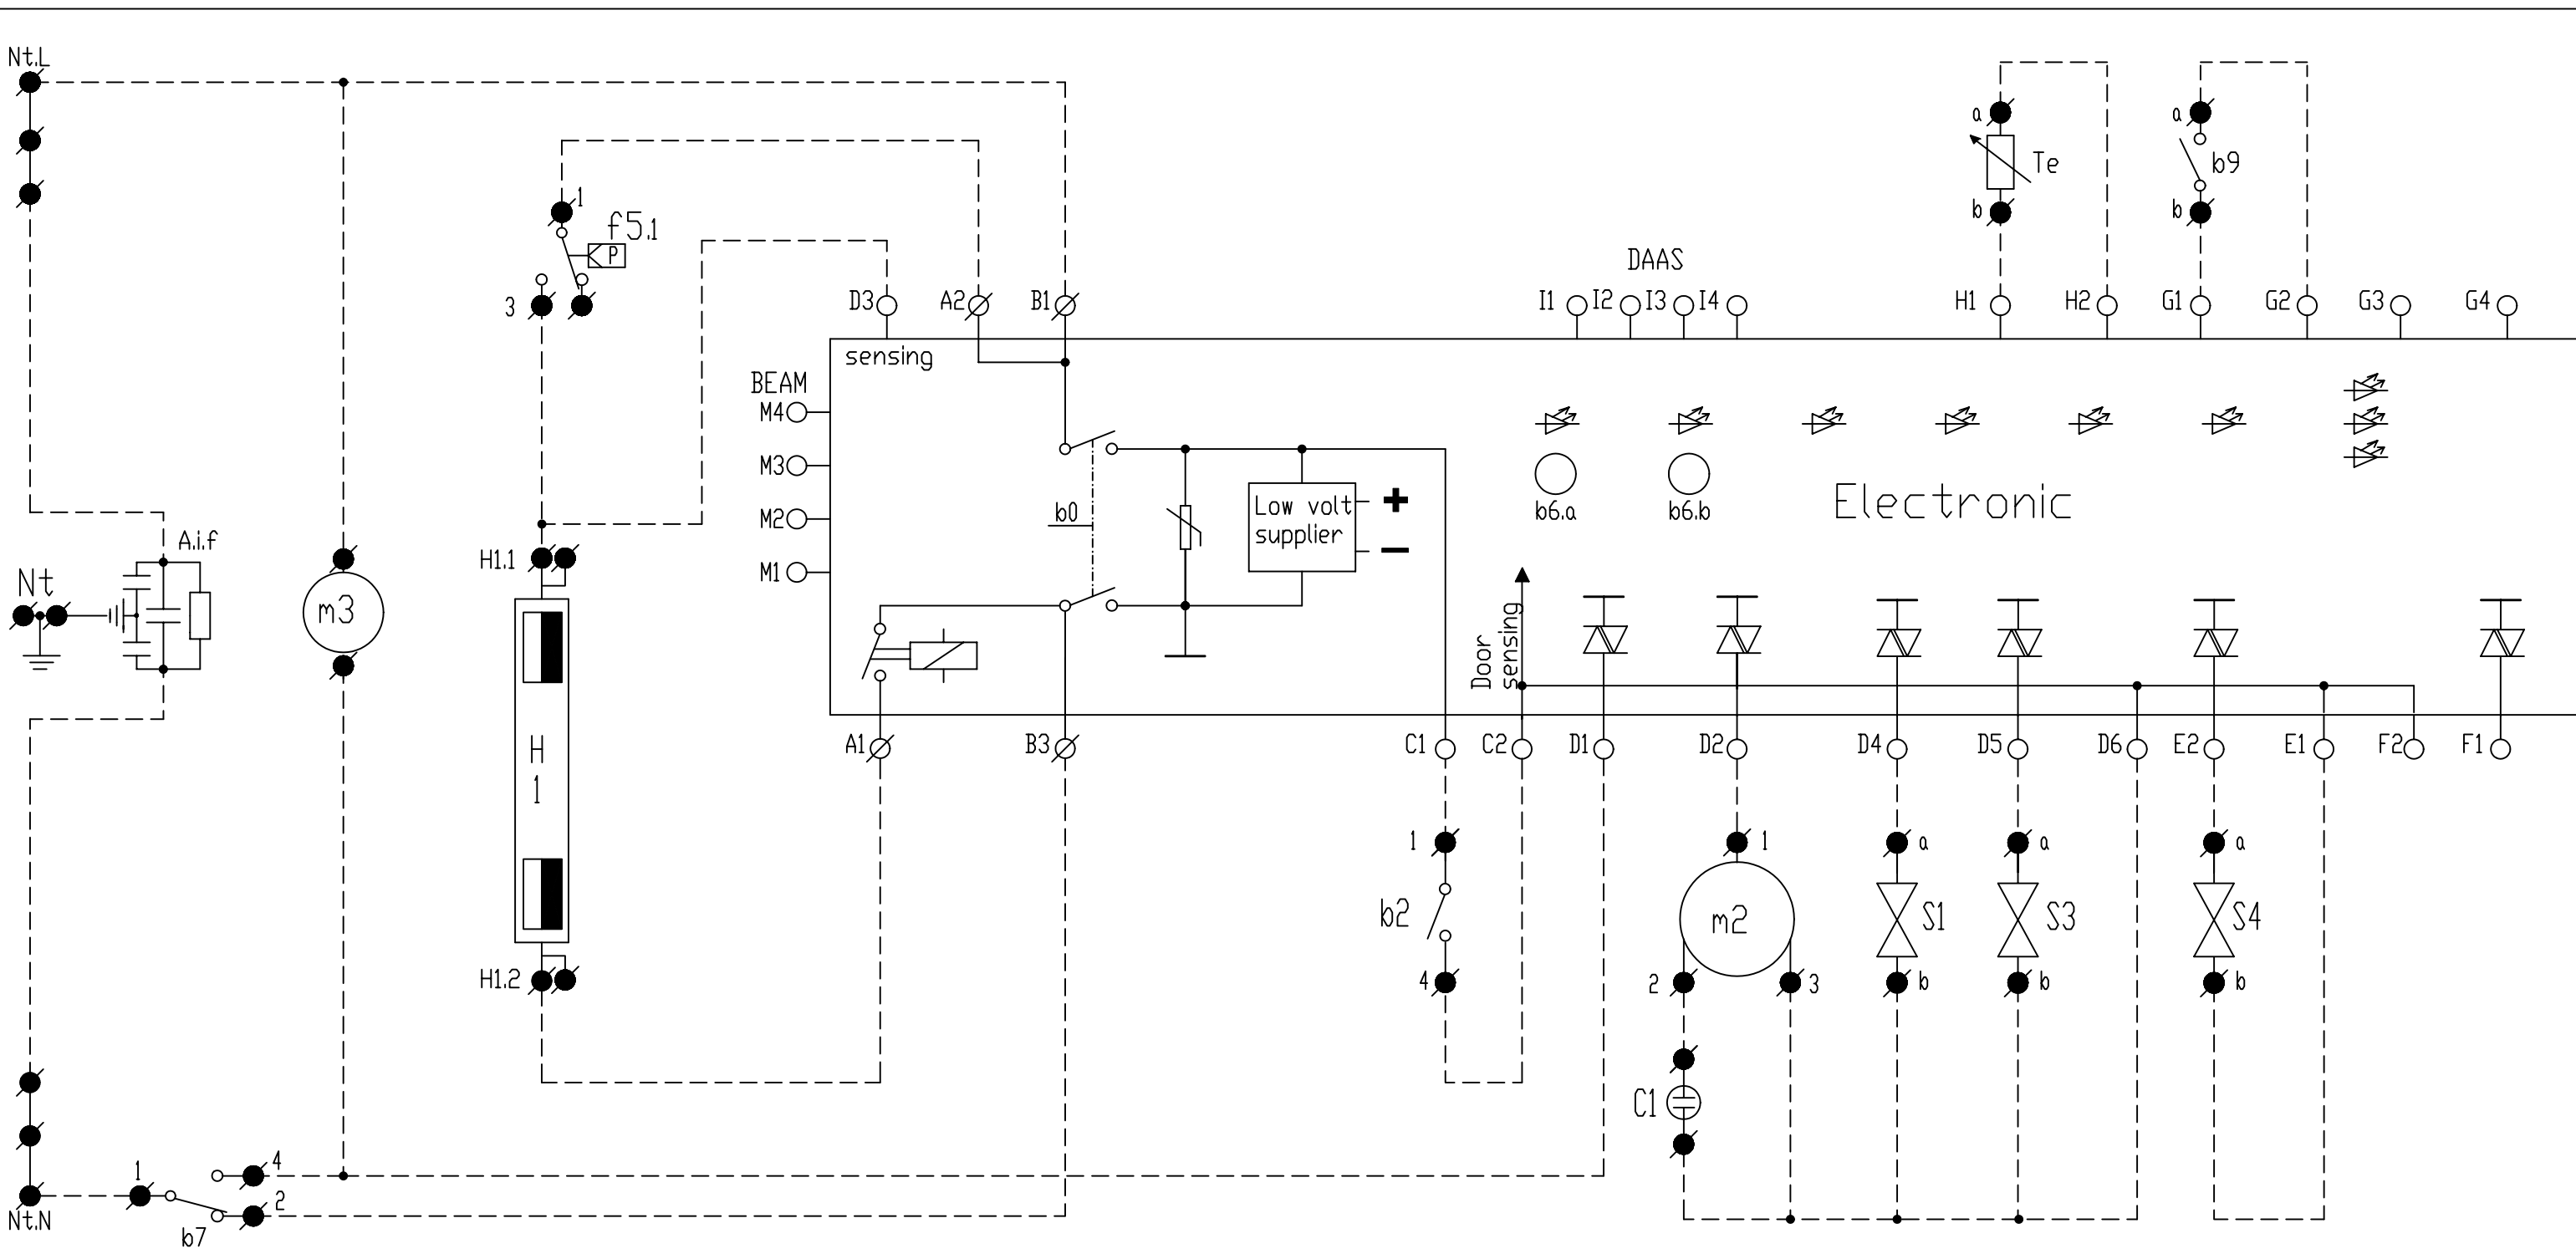 Nt.L
a
a
Te
b9
b
b
1
f5.1
P
DAAS
3
D3
A2
B1
I1
I2
I3
I4
H1
H2
G1
G2
G3
G4
sensing
BEAM
M4
M3
M2
M1
b0
Low volt
supplier
+
−
b6.a
b6.b
Electronic
A.i.f
Nt
m3
H1.1
Door
sensing
H
1
A1
B3
C1
C2
D1
D2
D4
D5
D6
E2
E1
F2
F1
1
1
a
a
a
b2
m2
S1
S3
S4
H1.2
4
2
3
b
b
b
C1
1
4
2
Nt.N
b7